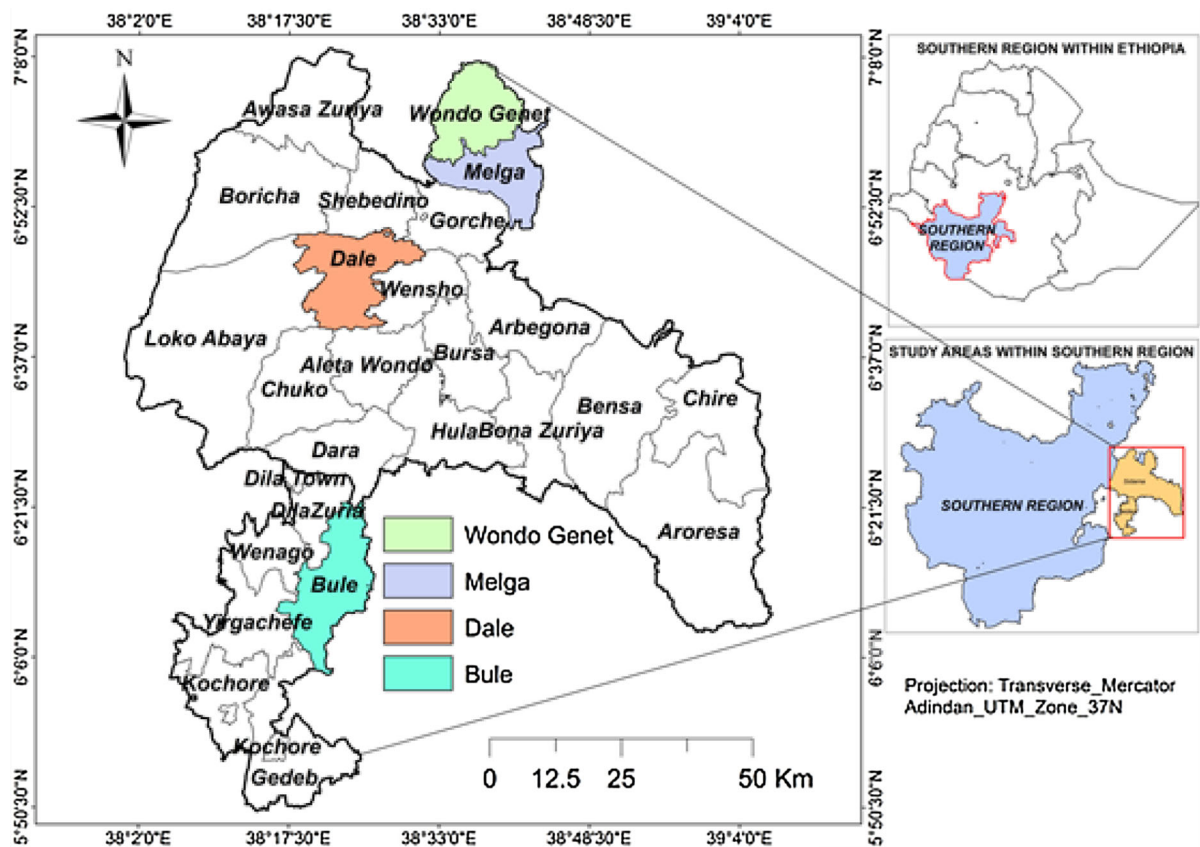 38°2'0"E 38°17'30"E 38°33'0"E 38°48'30"E 39°4'0"E
7°8'0"N
6°52'30"N
6°37'0"N
6°21'30"N
6°6'0"N
5°50'30"N
N
Awasa Zuriya
Wondo Genet
Melga
Boricha
Shebedino
Gorche
Dale
Wensho
Loko Abaya
Arbegona
Bursa
Aleta Wondo
Chuko
Chire
Bensa
Hula
Bona Zuriya
Dara
Dila Town
DilaZuria
Aroresa
Wenago
Bule
Yirgachefe
Kochore
Kochore
Gedeb
Wondo Genet
Melga
Dale
Bule
0 12.5 25 50 Km
7°8'0"N
6°52'30"N
6°37'0"N
6°21'30"N
6°6'0"N
5°50'30"N
38°2'0"E 38°17'30"E 38°33'0"E 38°48'30"E 39°4'0"E
SOUTHERN REGION WITHIN ETHIOPIA
SOUTHERN
REGION
STUDY AREAS WITHIN SOUTHERN REGION
SOUTHERN REGION
Projection: Transverse_Mercator
Adindan_UTM_Zone_37N